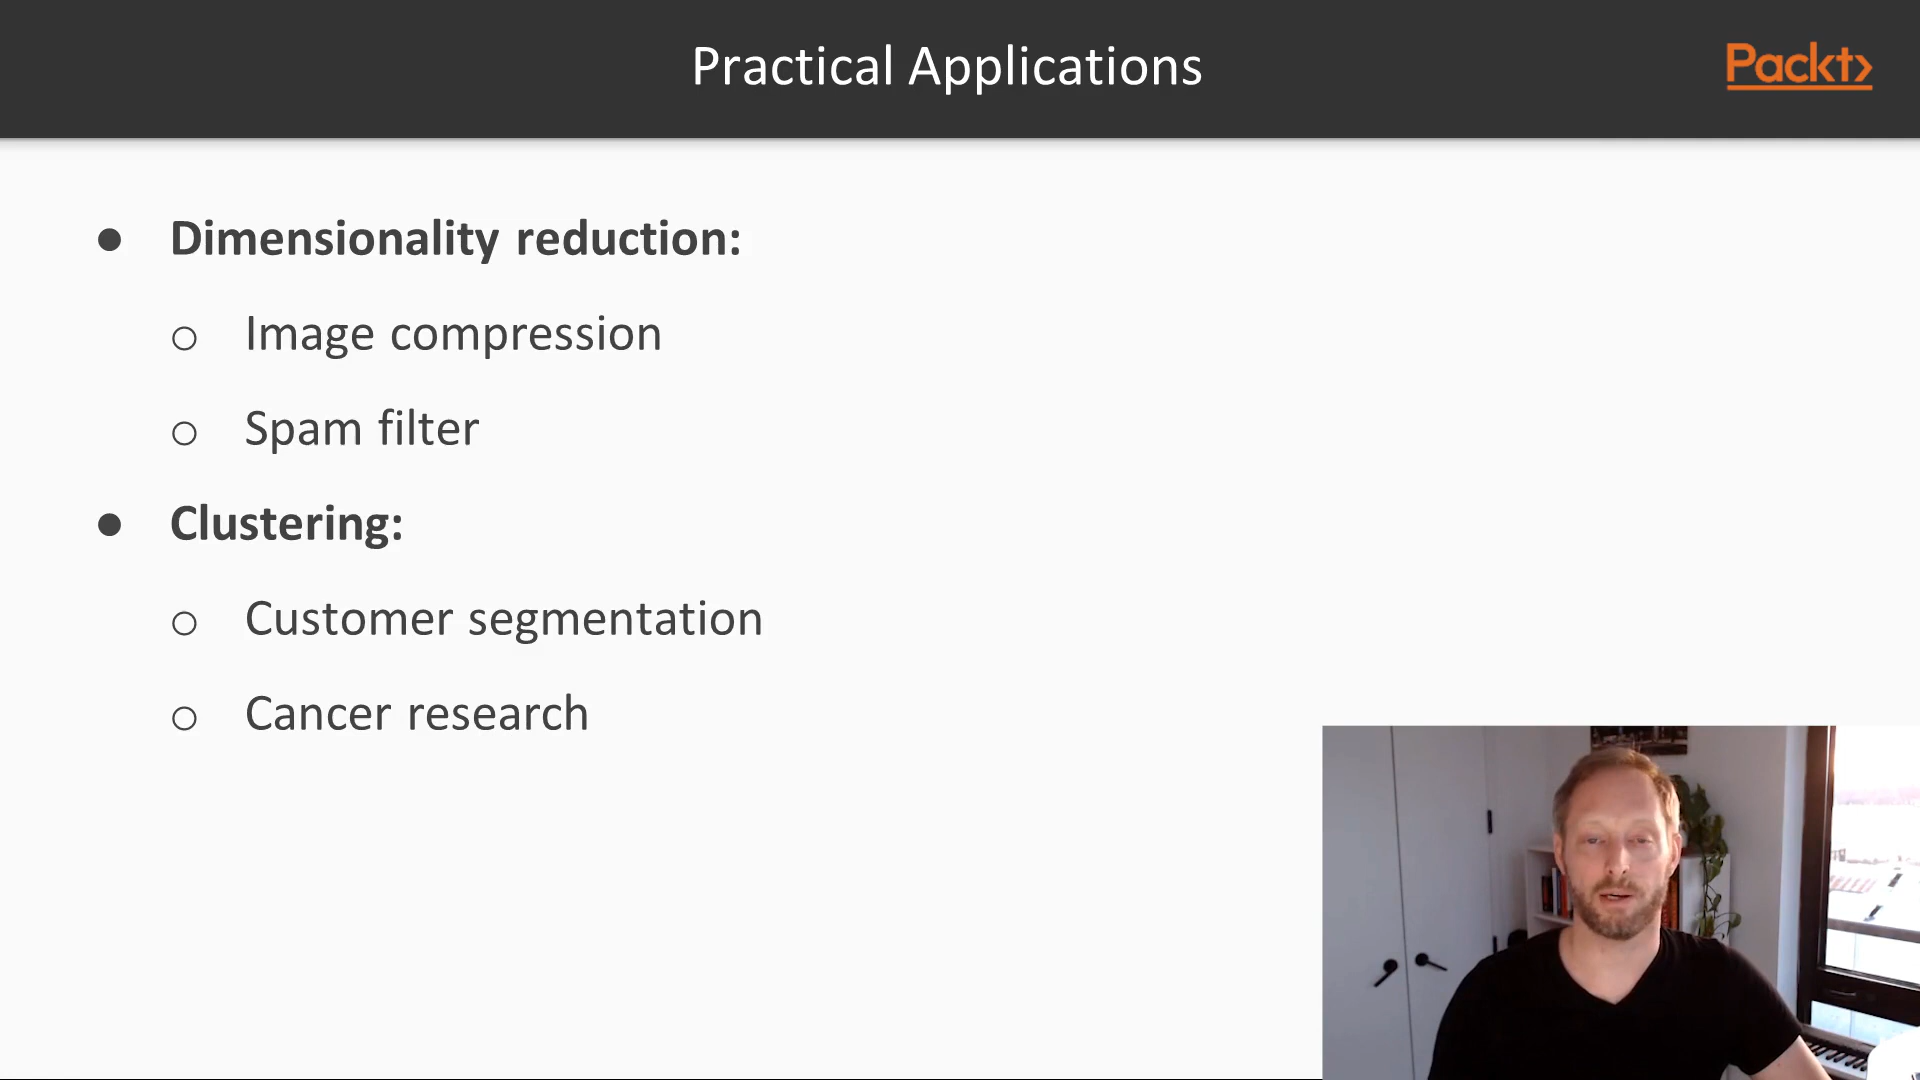 Practical Applications
Packt>
● Dimensionality reduction:
○ Image compression
○ Spam filter
● Clustering:
○ Customer segmentation
○ Cancer research